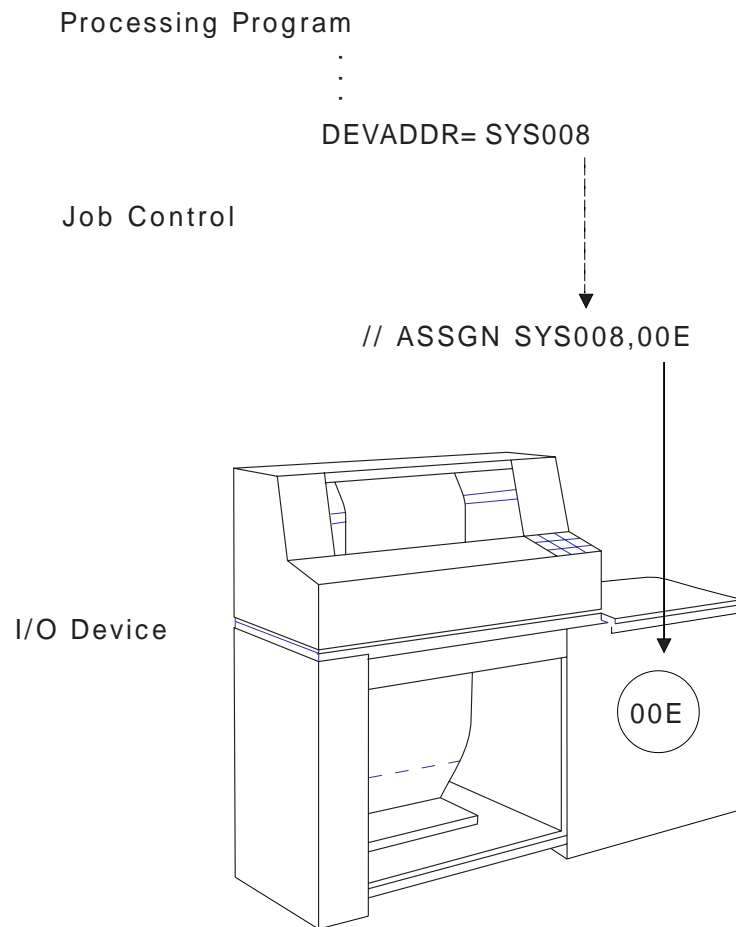 Processing Program
.
.
.
DEVADDR= SYS008
Job Control
// ASSGN SYS008,00E
I/O Device
00E